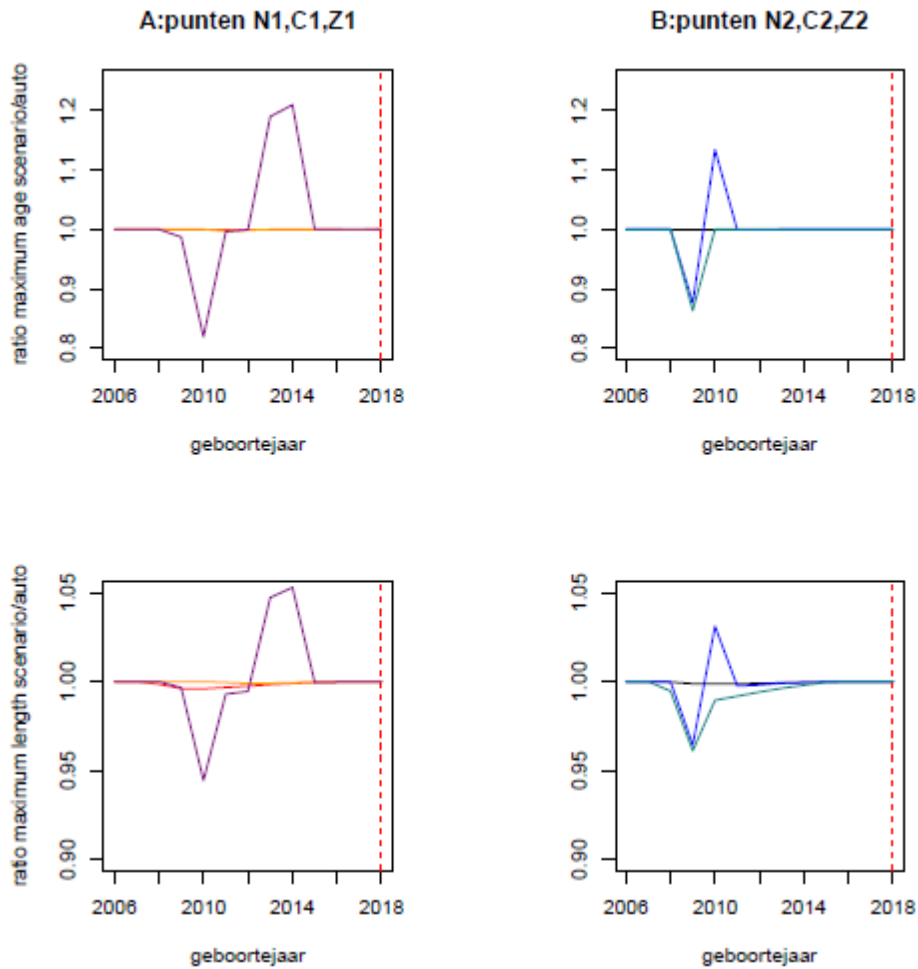 A:punten N1,C1,Z1
B:punten N2,C2,Z2
ratio maximum age scenario/auto
1.2
1.1
1.0
0.9
0.8
2006 2010 2014 2018
geboortejaar
1.2
1.1
1.0
0.9
0.8
2006 2010 2014 2018
geboortejaar
ratio maximum length scenario/auto
1.05
1.00
0.95
0.90
2006 2010 2014 2018
geboortejaar
1.05
1.00
0.95
0.90
2006 2010 2014 2018
geboortejaar